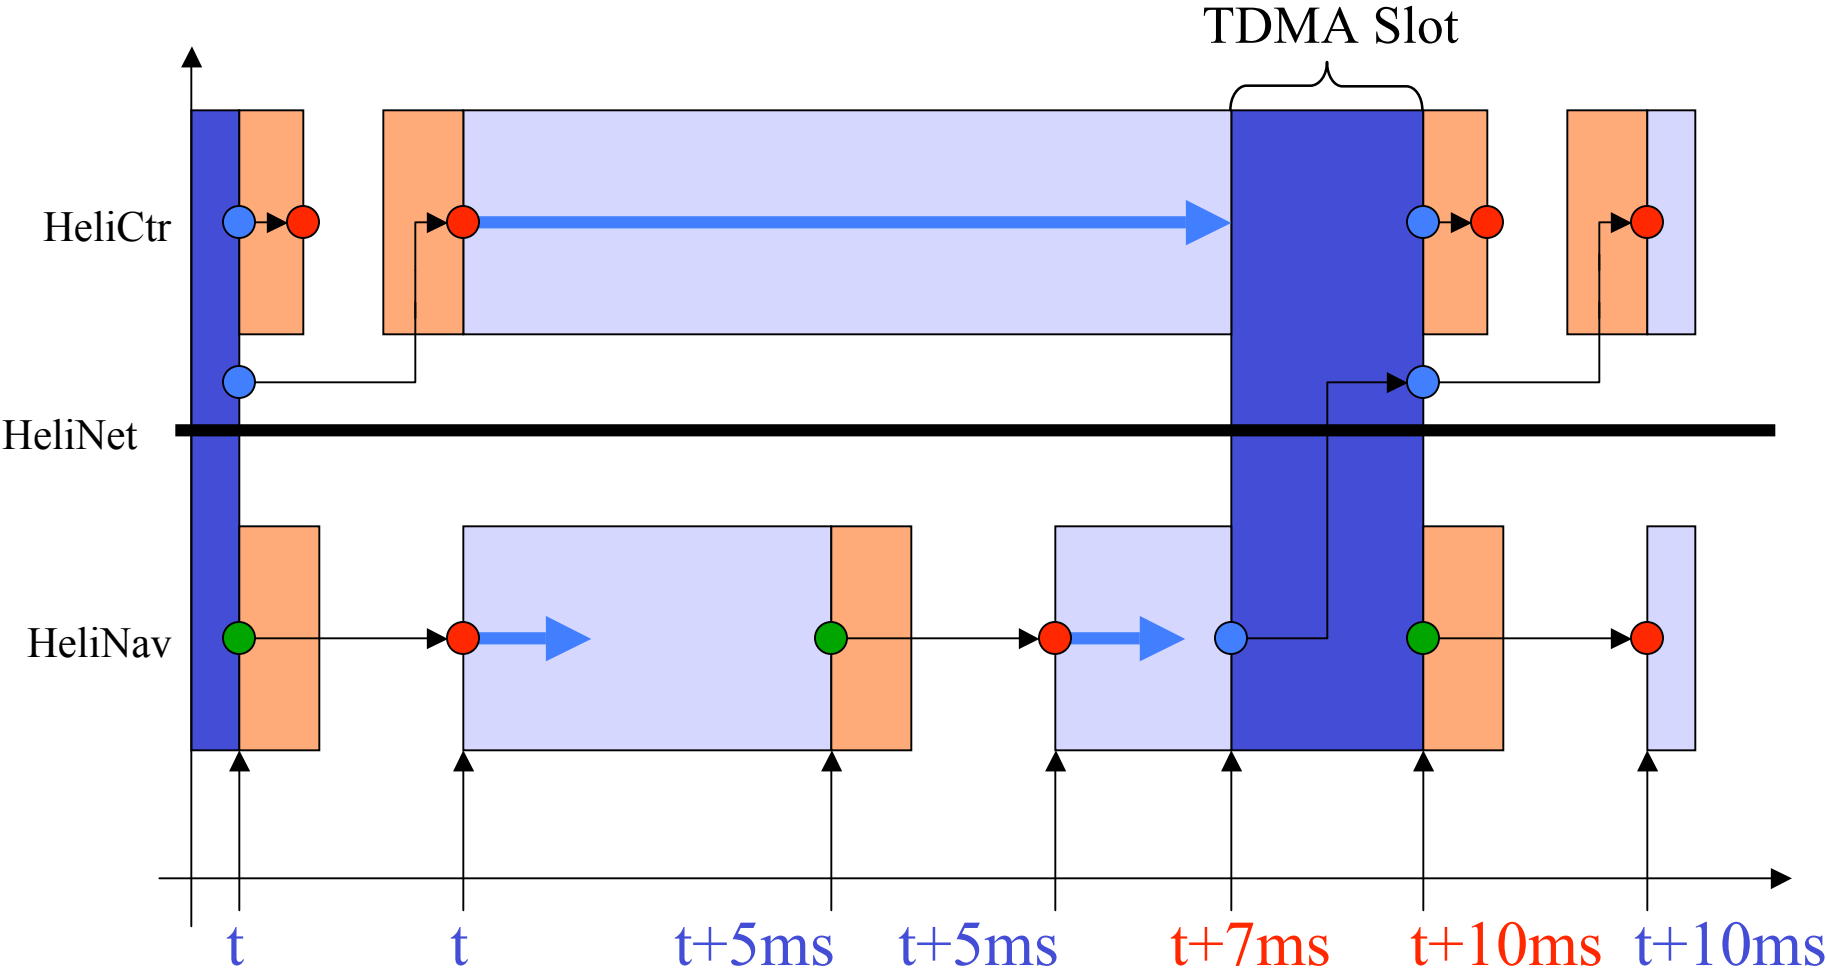 TDMA Slot
HeliCtr
HeliNet
HeliNav
t
t
t+5ms
t+5ms
t+7ms
t+10ms
t+10ms